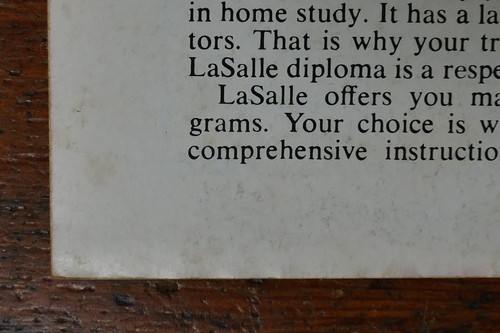 in home study. It has a la
tors. That is why your tr
LaSalle diploma is a respe
LaSalle offers you ma
grams. Your choice is w
comprehensive instructio